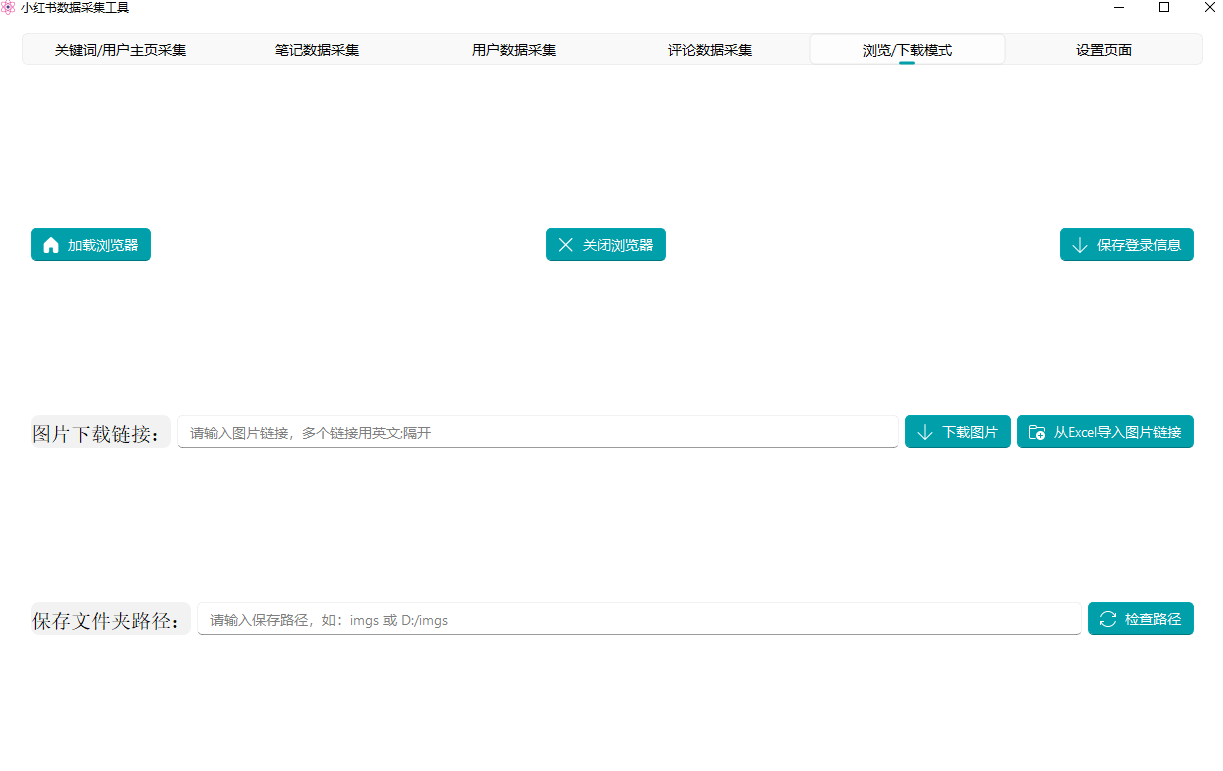 小红书数据采集工具
关键词/用户主页采集 笔记数据采集 用户数据采集 评论数据采集 浏览/下载模式 设置页面
加载浏览器 关闭浏览器 保存登录信息
图片下载链接： 请输入图片链接，多个链接用英文;隔开 下载图片 从Excel导入图片链接
保存文件夹路径： 请输入保存路径，如：imgs 或 D:/imgs 检查路径